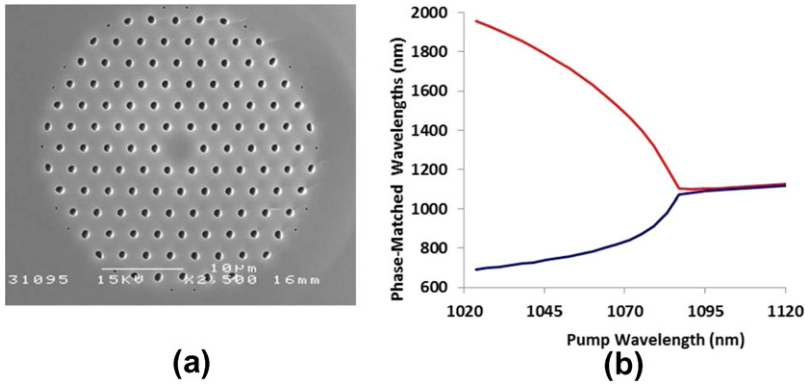 10µm
31095 15KV X2,500 16mm
(a)
Phase-Matched Wavelengths (nm)
2000
1800
1600
1400
1200
1000
800
600
1020 1045 1070 1095 1120
Pump Wavelength (nm)
(b)